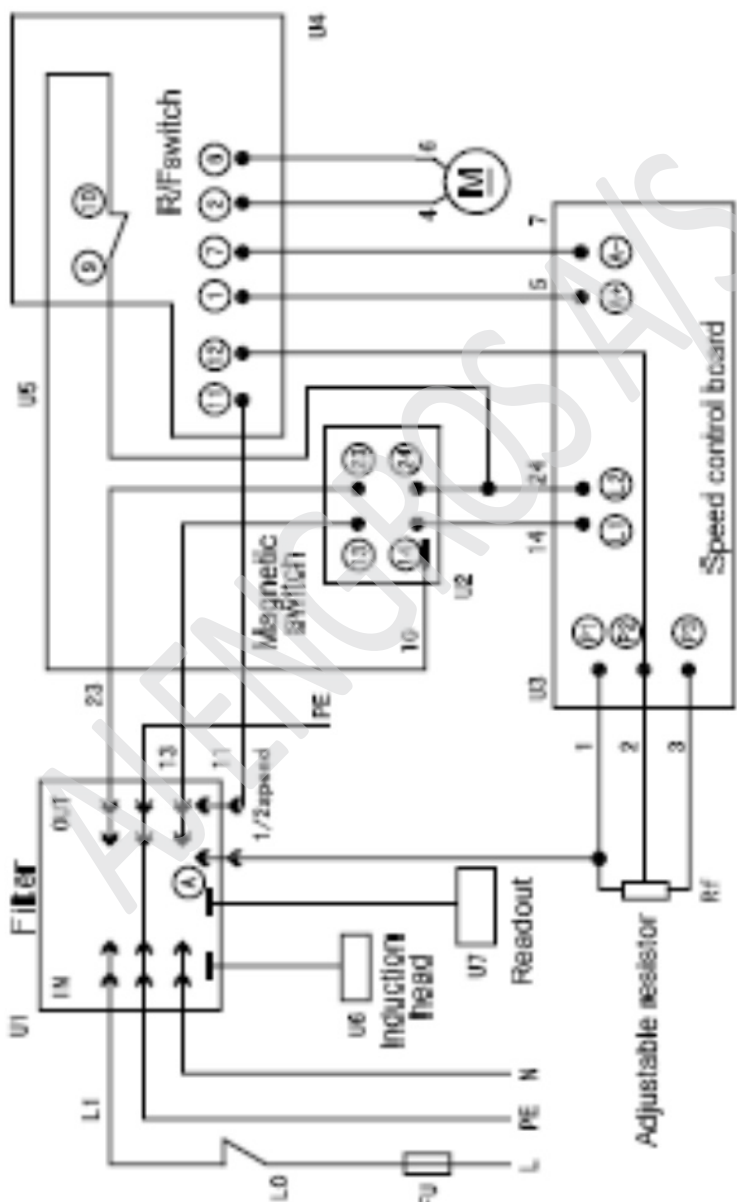 U1
Filter
IN
OUT
A
L1
L0
FU
L
PE
N
U6
Induction
head
U7
Readout
23
PE
13
11
1/2speed
U5
9
10
U4
R/Fswitch
11
12
1
7
2
8
M
4
6
Magnetic
switch
13
23
14
24
10
U2
U3
14
24
5
7
P1
P2
P3
L1
L2
A+
A-
Speed control board
1
2
3
Rf
Adjustable resistor
AJ ENGROS A/S